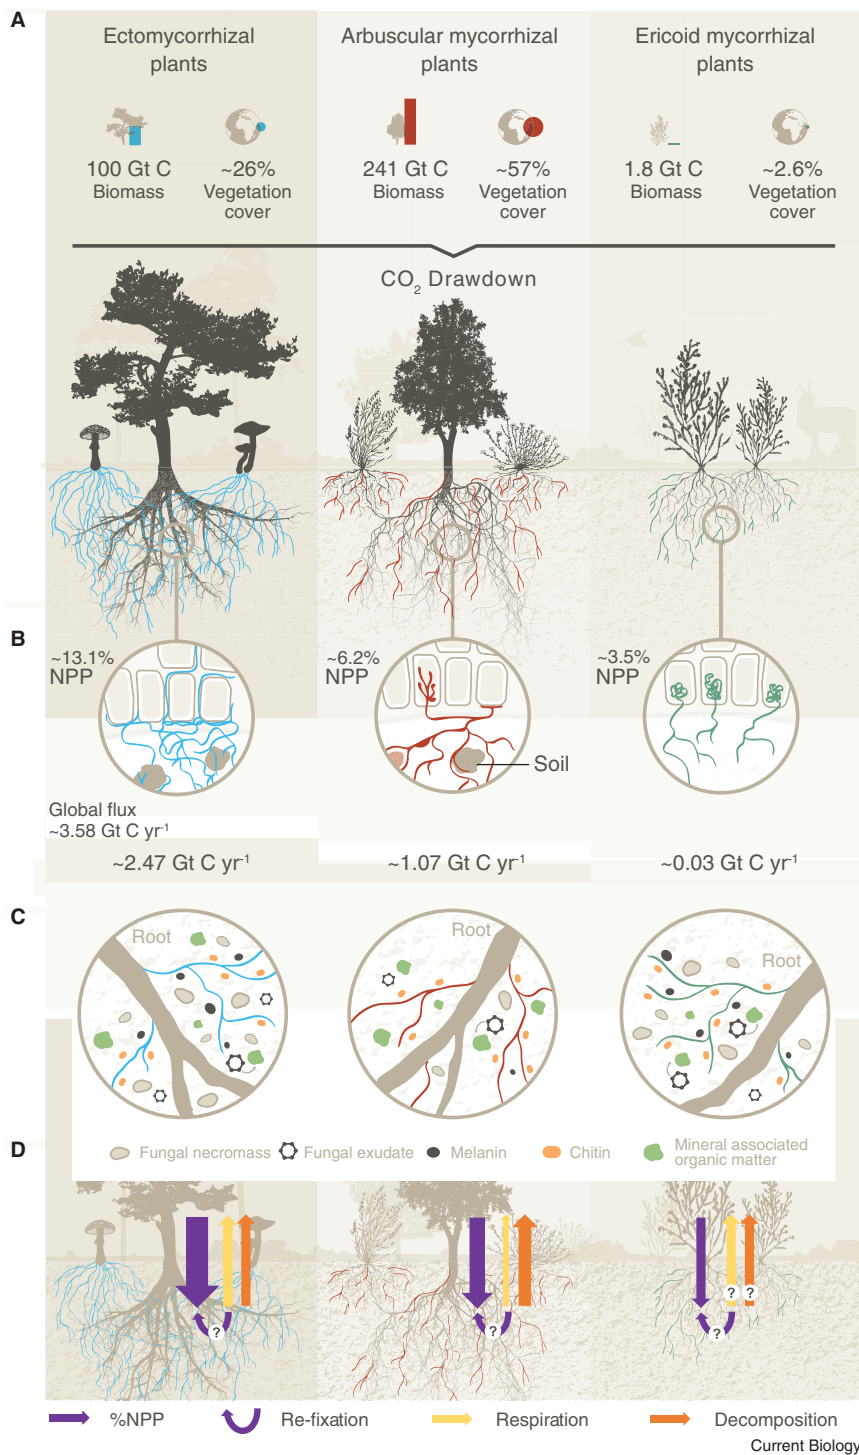 A
Ectomycorrhizal
plants
Arbuscular mycorrhizal
plants
Ericoid mycorrhizal
plants
100 Gt C
Biomass
~26%
Vegetation
cover
241 Gt C
Biomass
~57%
Vegetation
cover
1.8 Gt C
Biomass
~2.6%
Vegetation
cover
CO₂ Drawdown
B
~13.1%
NPP
~6.2%
NPP
~3.5%
NPP
Soil
Global flux
~3.58 Gt C yr⁻¹
~2.47 Gt C yr⁻¹
~1.07 Gt C yr⁻¹
~0.03 Gt C yr⁻¹
C
Root
Root
Root
D
Fungal necromass
Fungal exudate
Melanin
Chitin
Mineral associated
organic matter
?
?
? ?
?
%NPP
Re-fixation
Respiration
Decomposition
Current Biology